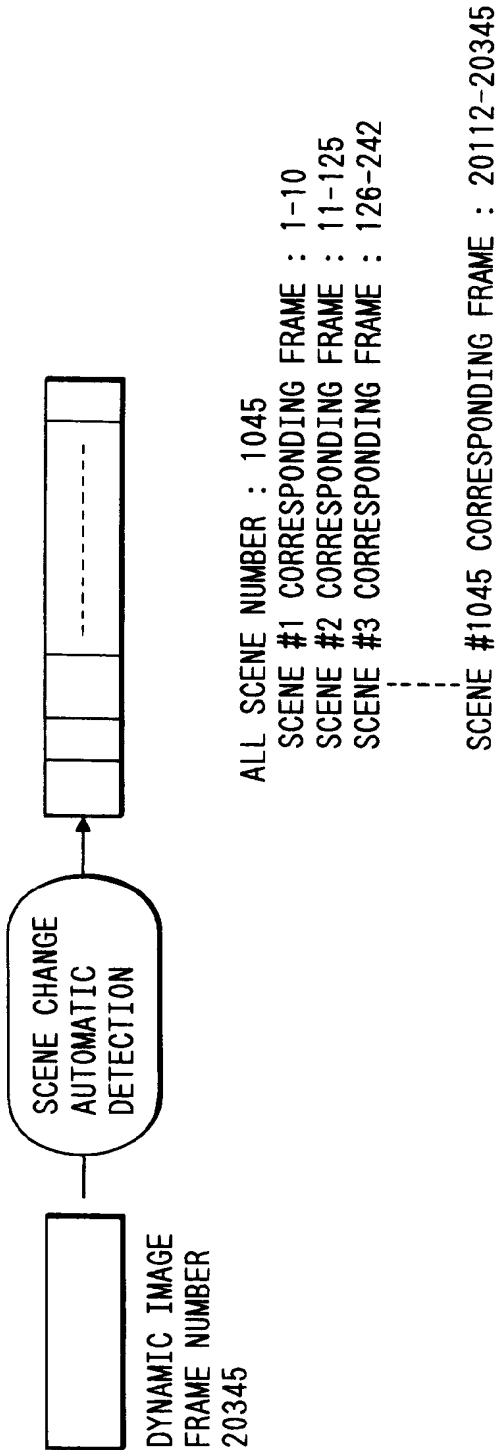 DYNAMIC IMAGE
FRAME NUMBER
20345
SCENE CHANGE
AUTOMATIC
DETECTION
ALL SCENE NUMBER : 1045
SCENE #1 CORRESPONDING FRAME : 1-10
SCENE #2 CORRESPONDING FRAME : 11-125
SCENE #3 CORRESPONDING FRAME : 126-242
SCENE #1045 CORRESPONDING FRAME : 20112-20345